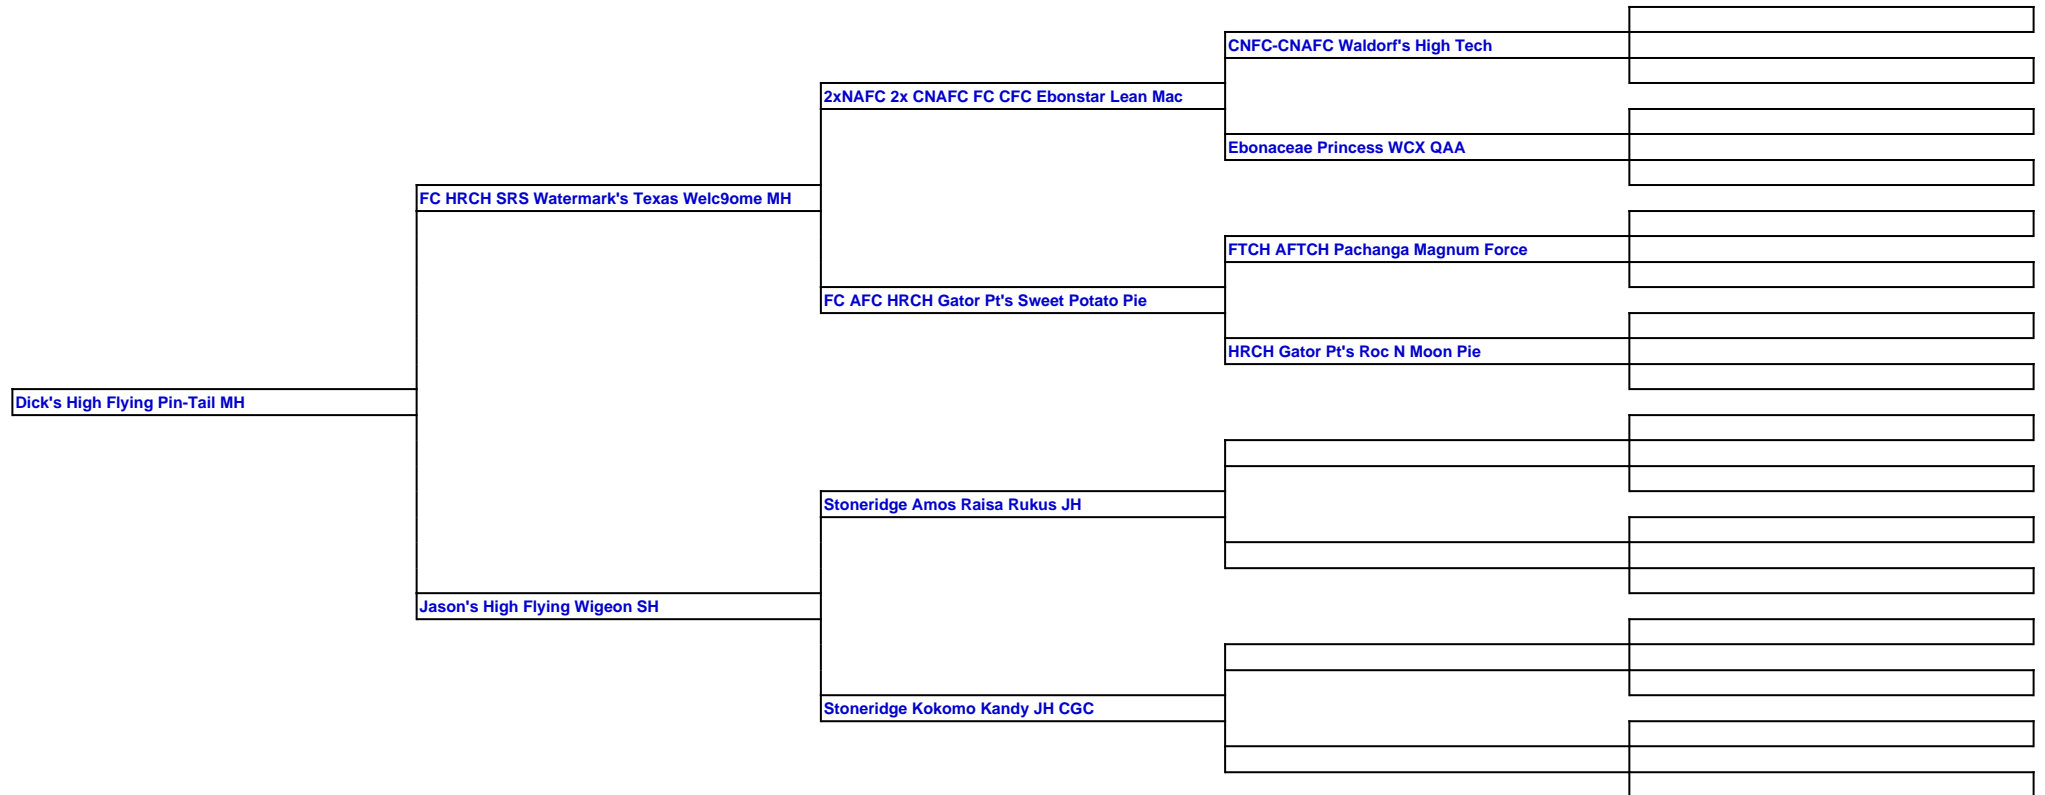 CNFC-CNAFC Waldorf's High Tech
2xNAFC 2x CNAFC FC CFC Ebonstar Lean Mac
Ebonaceae Princess WCX QAA
FC HRCH SRS Watermark's Texas Welc9ome MH
FTCH AFTCH Pachanga Magnum Force
FC AFC HRCH Gator Pt's Sweet Potato Pie
HRCH Gator Pt's Roc N Moon Pie
Dick's High Flying Pin-Tail MH
Stoneridge Amos Raisa Rukus JH
Jason's High Flying Wigeon SH
Stoneridge Kokomo Kandy JH CGC